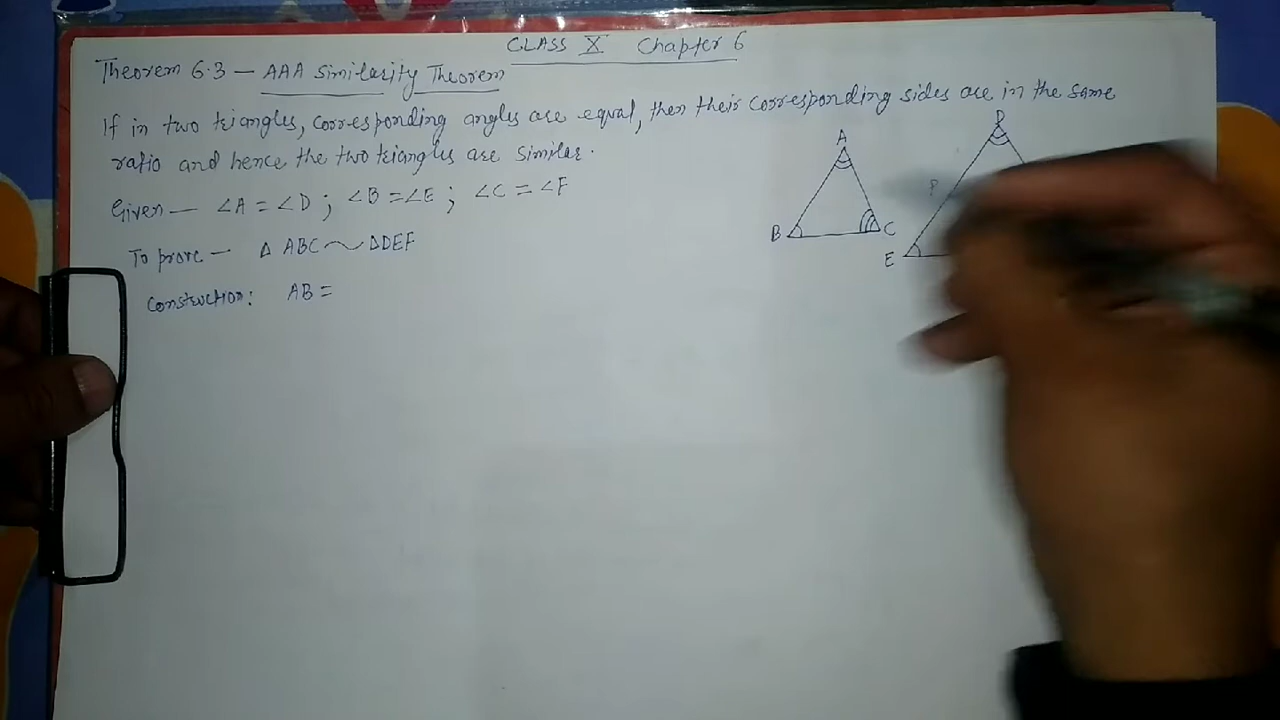 CLASS X Chapter 6
Theorem 6.3 — AAA Similarity Theorem
If in two triangles, corresponding angles are equal, then their corresponding sides are in the same
ratio and hence the two triangles are similar.
Given — ∠A = ∠D ; ∠B = ∠E ; ∠C = ∠F
To prove — Δ ABC ~ ΔDEF
Construction: AB =
A
B
C
D
P
E